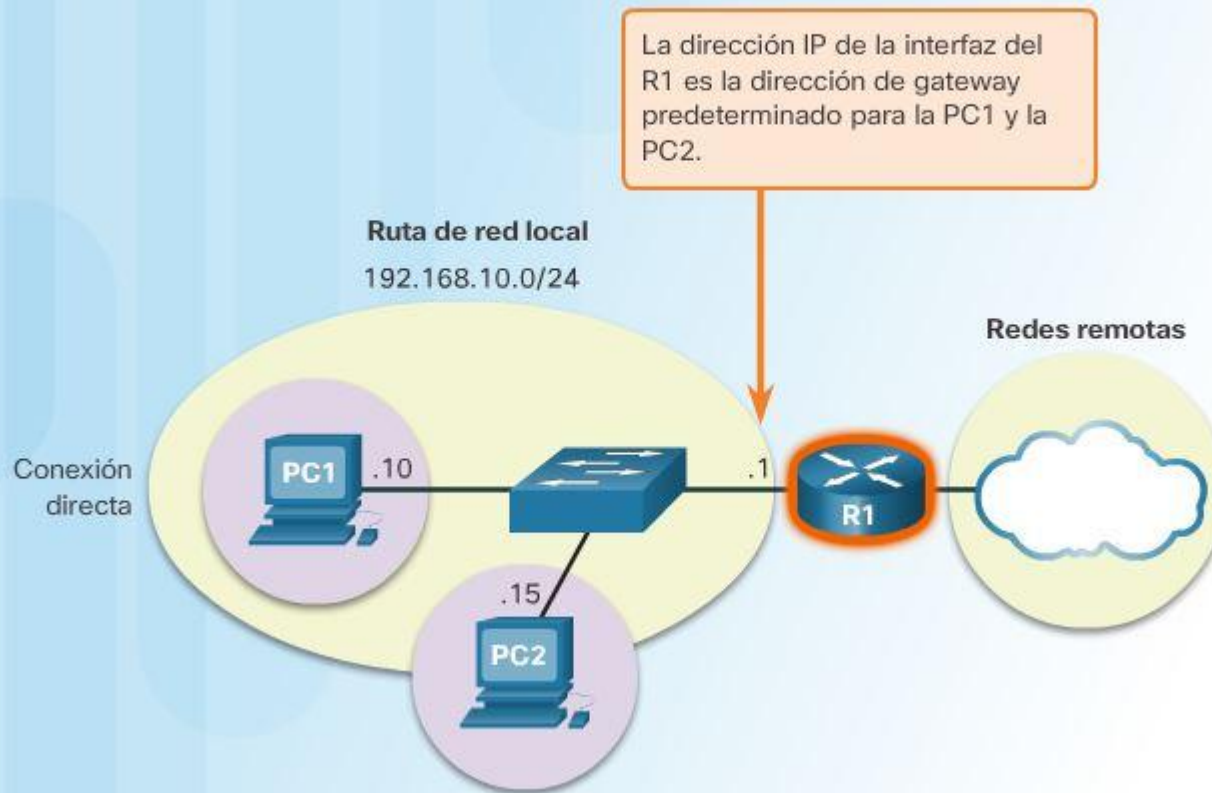 La dirección IP de la interfaz del
R1 es la dirección de gateway
predeterminado para la PC1 y la
PC2.
Ruta de red local
192.168.10.0/24
Redes remotas
Conexión
directa
PC1
.10
.1
R1
.15
PC2